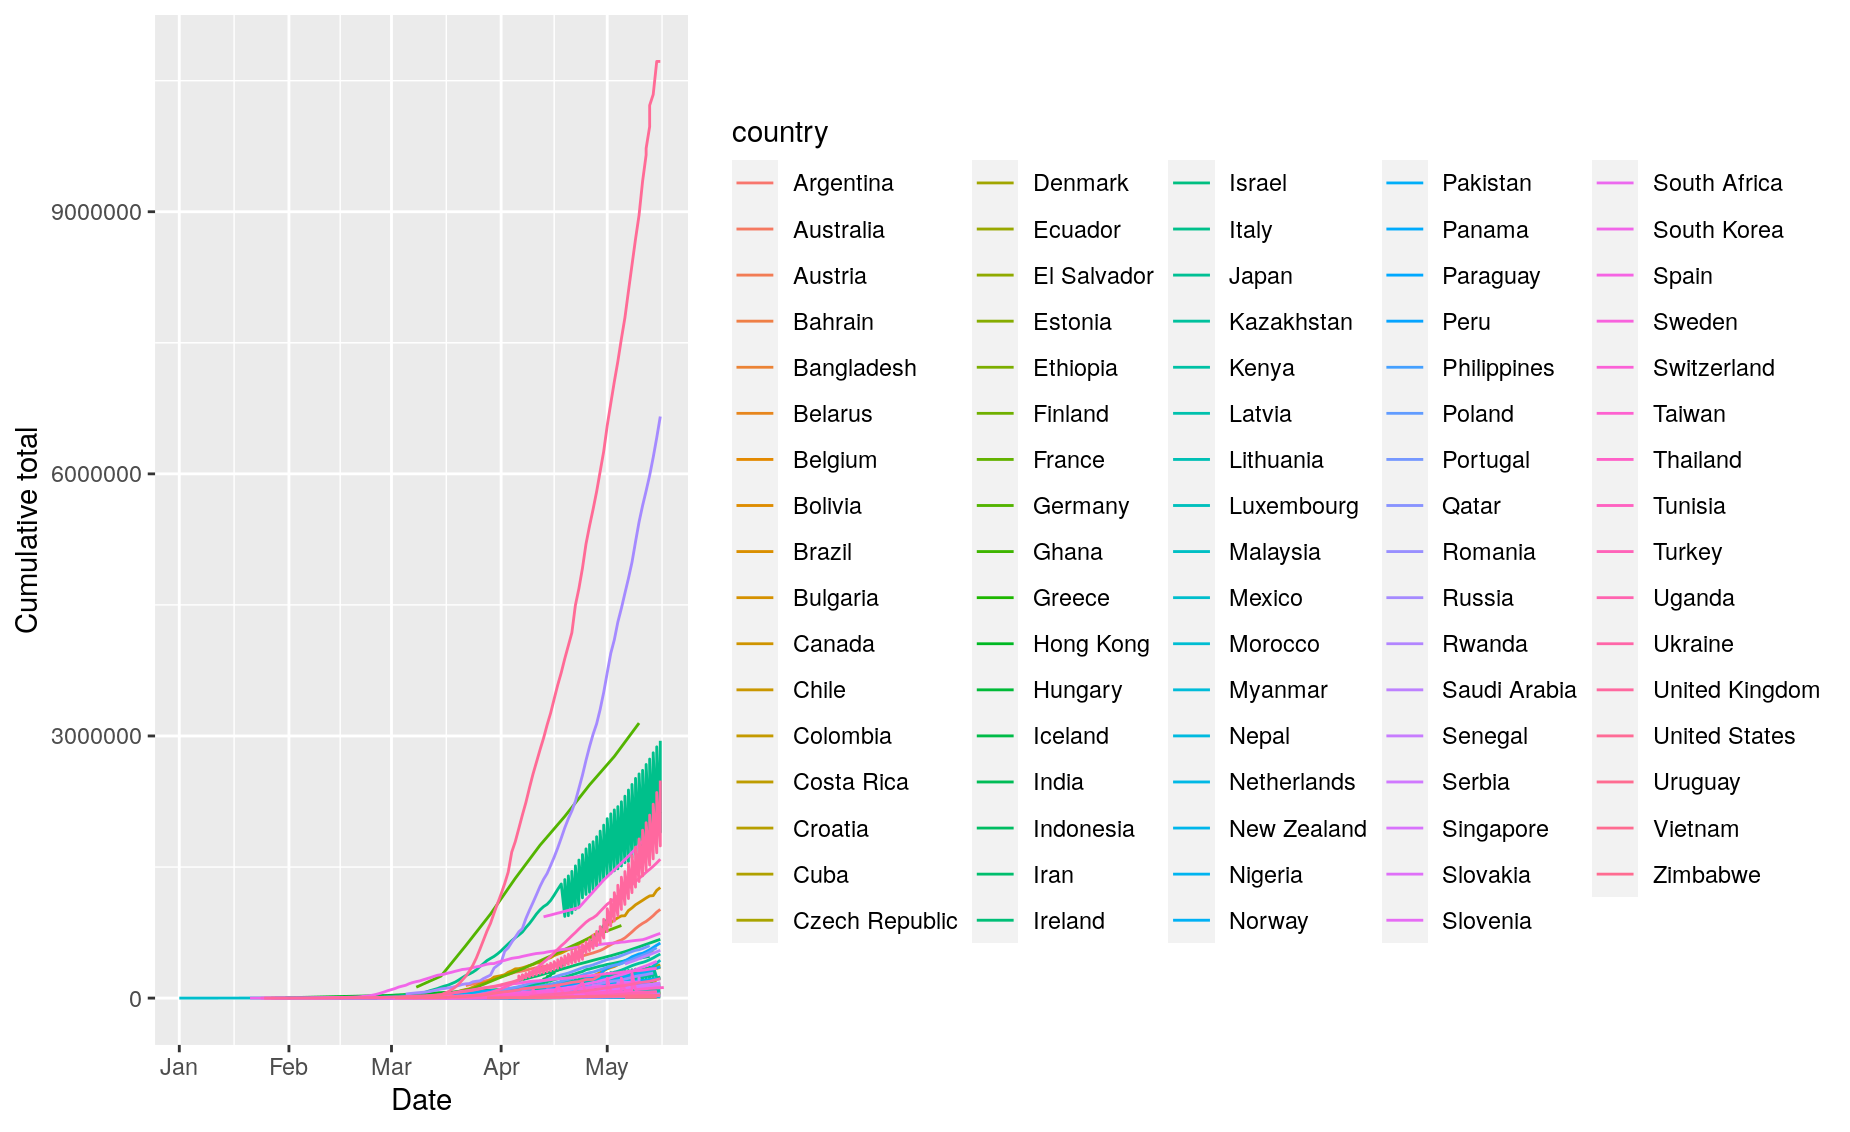 country
Argentina
Australia
Austria
Bahrain
Bangladesh
Belarus
Belgium
Bolivia
Brazil
Bulgaria
Canada
Chile
Colombia
Costa Rica
Croatia
Cuba
Czech Republic
Denmark
Ecuador
El Salvador
Estonia
Ethiopia
Finland
France
Germany
Ghana
Greece
Hong Kong
Hungary
Iceland
India
Indonesia
Iran
Ireland
Israel
Italy
Japan
Kazakhstan
Kenya
Latvia
Lithuania
Luxembourg
Malaysia
Mexico
Morocco
Myanmar
Nepal
Netherlands
New Zealand
Nigeria
Norway
Pakistan
Panama
Paraguay
Peru
Philippines
Poland
Portugal
Qatar
Romania
Russia
Rwanda
Saudi Arabia
Senegal
Serbia
Singapore
Slovakia
Slovenia
South Africa
South Korea
Spain
Sweden
Switzerland
Taiwan
Thailand
Tunisia
Turkey
Uganda
Ukraine
United Kingdom
United States
Uruguay
Vietnam
Zimbabwe
Cumulative total
9000000
6000000
3000000
0
Jan Feb Mar Apr May
Date